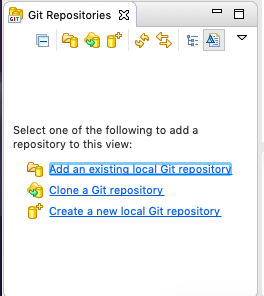 Git Repositories
Select one of the following to add a
repository to this view:
Add an existing local Git repository
Clone a Git repository
Create a new local Git repository